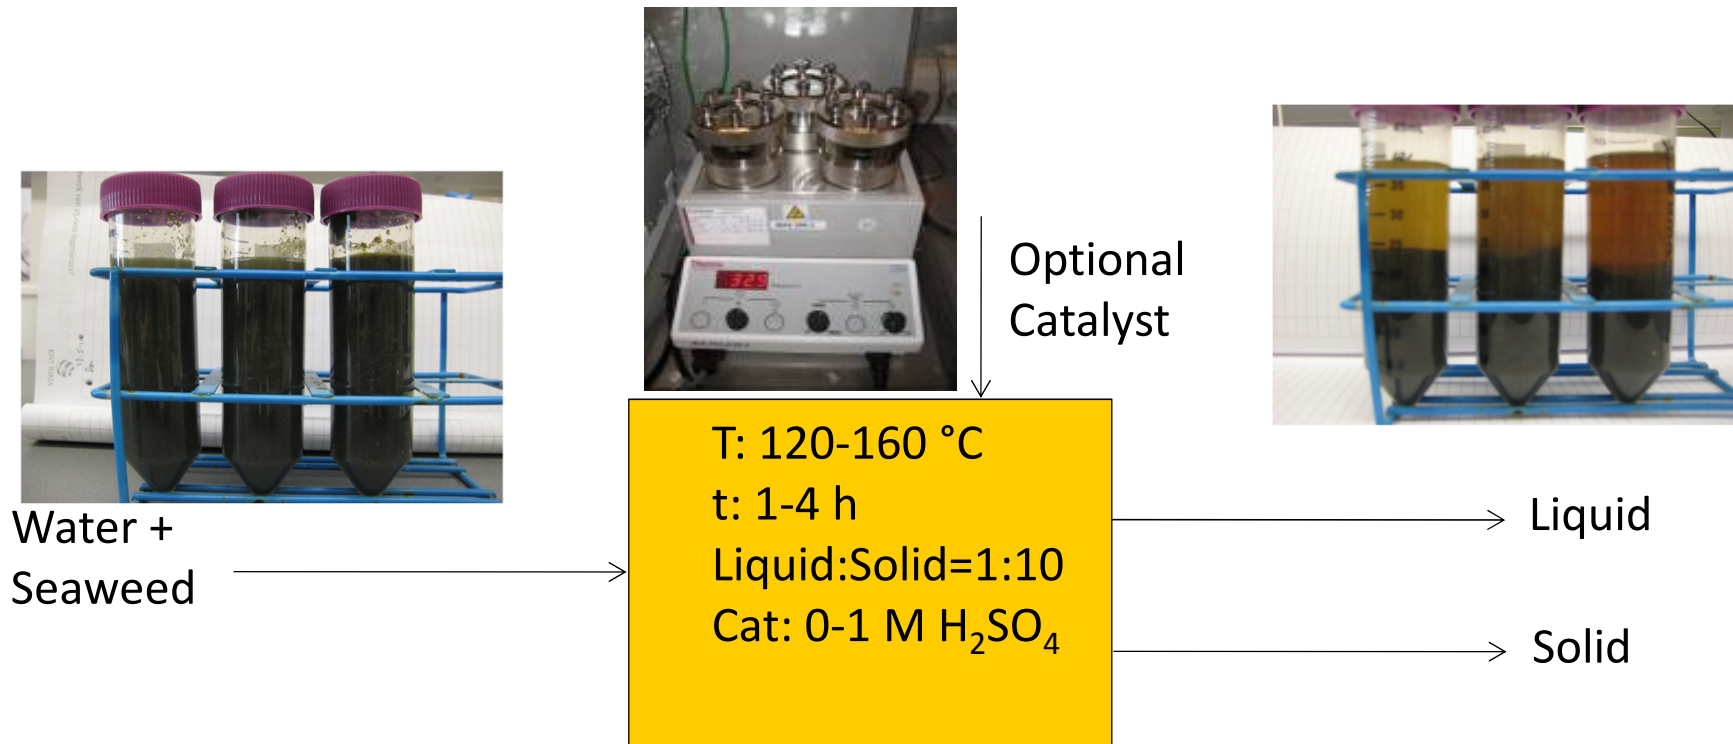 Water +
Seaweed
Optional
Catalyst
T: 120-160 °C
t: 1-4 h
Liquid:Solid=1:10
Cat: 0-1 M H₂SO₄
Liquid
Solid